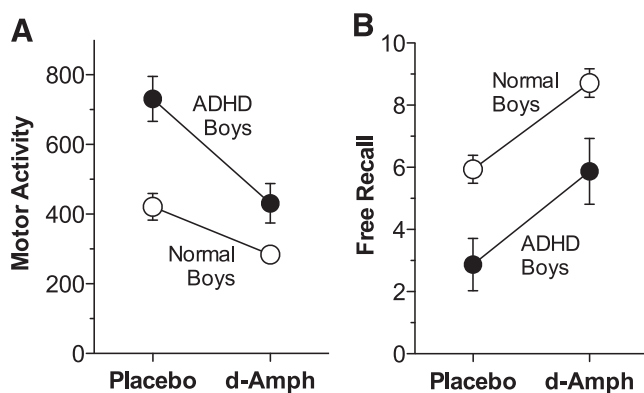 A
Motor Activity
800
600
400
200
0
ADHD
Boys
Normal
Boys
Placebo
d-Amph
B
Free Recall
10
8
6
4
2
0
Normal
Boys
ADHD
Boys
Placebo
d-Amph